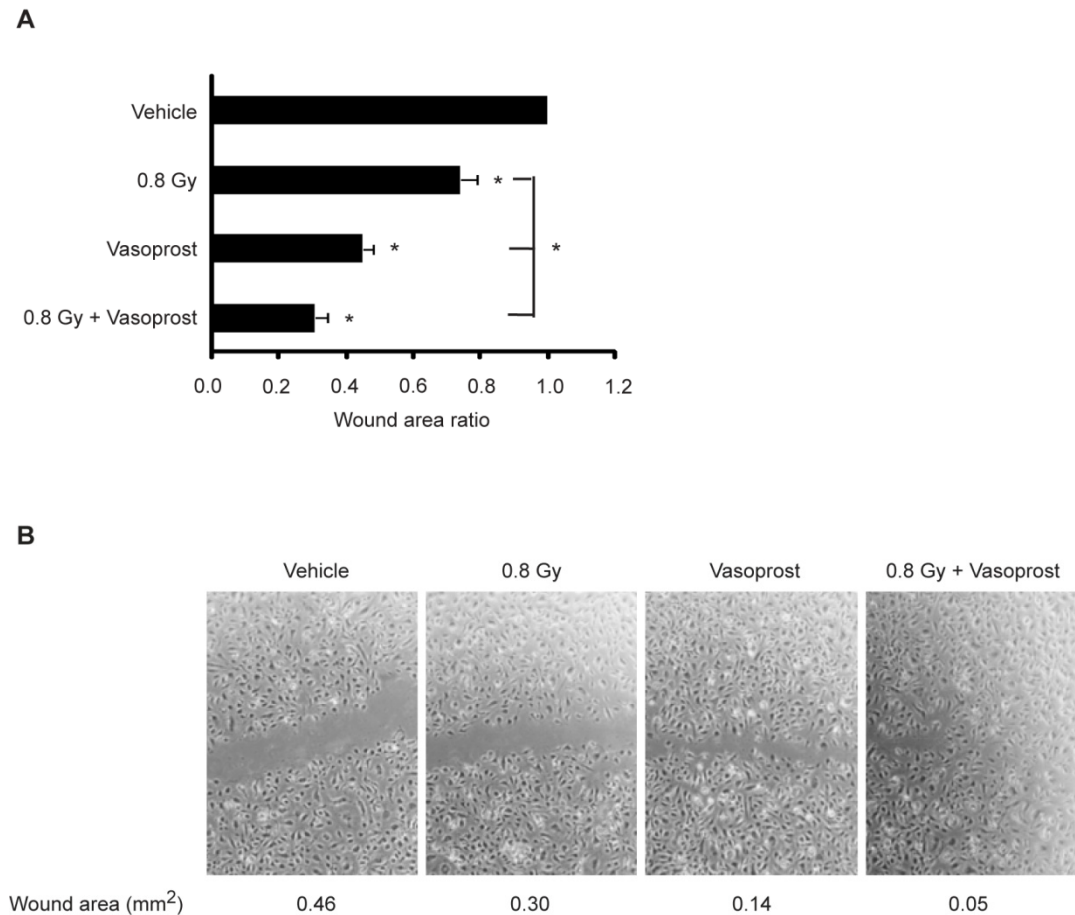 A
Vehicle
0.8 Gy
*
Vasoprost
*
*
0.8 Gy + Vasoprost
*
0.0 0.2 0.4 0.6 0.8 1.0 1.2
Wound area ratio
B
Vehicle 0.8 Gy Vasoprost 0.8 Gy + Vasoprost
Wound area (mm²) 0.46 0.30 0.14 0.05